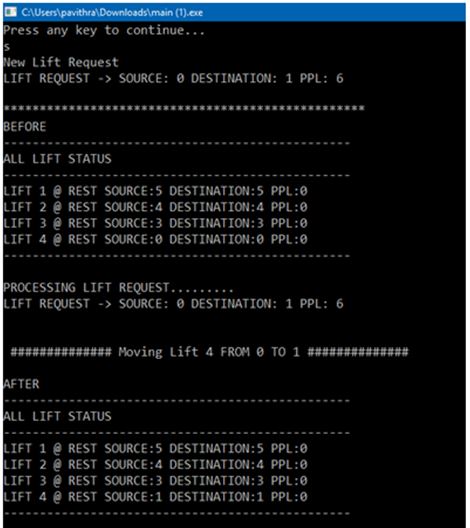 C:\Users\pavithra\Downloads\main (1).exe
Press any key to continue...
s
New Lift Request
LIFT REQUEST -> SOURCE: 0 DESTINATION: 1 PPL: 6
**************************************************
BEFORE
------------------------------------------------
ALL LIFT STATUS
------------------------------------------------
LIFT 1 @ REST SOURCE:5 DESTINATION:5 PPL:0
LIFT 2 @ REST SOURCE:4 DESTINATION:4 PPL:0
LIFT 3 @ REST SOURCE:3 DESTINATION:3 PPL:0
LIFT 4 @ REST SOURCE:0 DESTINATION:0 PPL:0
------------------------------------------------
PROCESSING LIFT REQUEST.........
LIFT REQUEST -> SOURCE: 0 DESTINATION: 1 PPL: 6
############## Moving Lift 4 FROM 0 TO 1 ##############
AFTER
------------------------------------------------
ALL LIFT STATUS
------------------------------------------------
LIFT 1 @ REST SOURCE:5 DESTINATION:5 PPL:0
LIFT 2 @ REST SOURCE:4 DESTINATION:4 PPL:0
LIFT 3 @ REST SOURCE:3 DESTINATION:3 PPL:0
LIFT 4 @ REST SOURCE:1 DESTINATION:1 PPL:0
------------------------------------------------